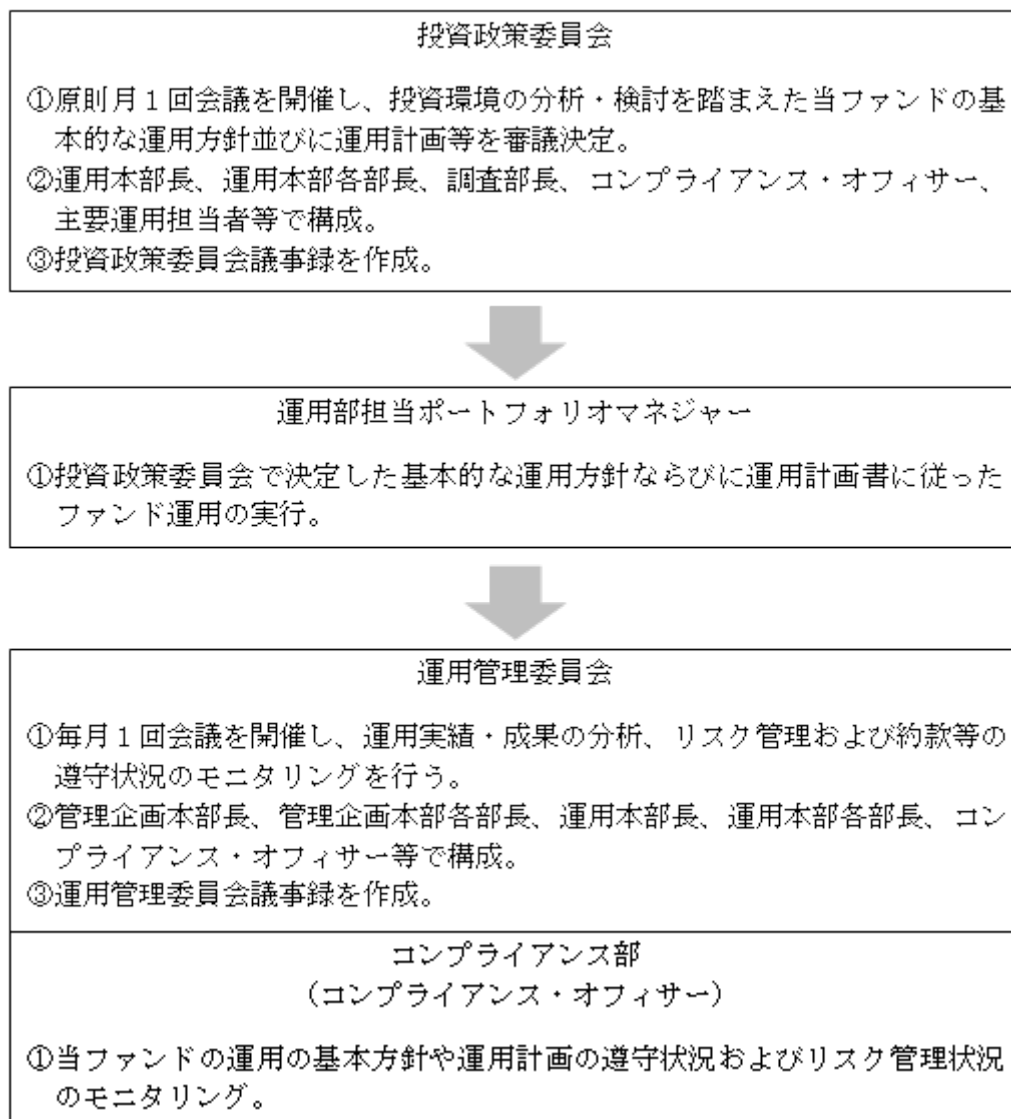 投資政策委員会
①原則月１回会議を開催し、投資環境の分析・検討を踏まえた当ファンドの基
本的な運用方針並びに運用計画等を審議決定。
②運用本部長、運用本部各部長、調査部長、コンプライアンス・オフィサー、
主要運用担当者等で構成。
③投資政策委員会議事録を作成。
運用部担当ポートフォリオマネジャー
①投資政策委員会で決定した基本的な運用方針ならびに運用計画書に従った
ファンド運用の実行。
運用管理委員会
①毎月１回会議を開催し、運用実績・成果の分析、リスク管理および約款等の
遵守状況のモニタリングを行う。
②管理企画本部長、管理企画本部各部長、運用本部長、運用本部各部長、コン
プライアンス・オフィサー等で構成。
③運用管理委員会議事録を作成。
コンプライアンス部
（コンプライアンス・オフィサー）
①当ファンドの運用の基本方針や運用計画の遵守状況およびリスク管理状況
のモニタリング。